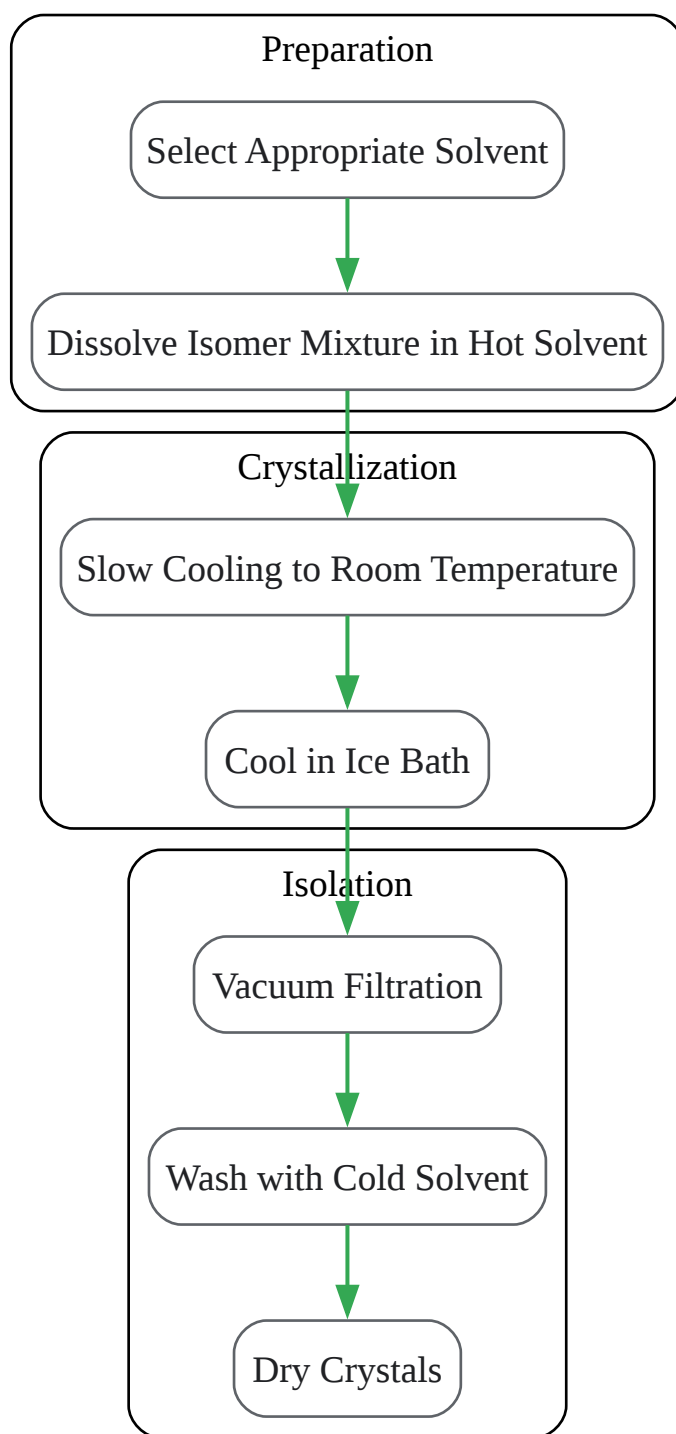 Preparation
Select Appropriate Solvent
Dissolve Isomer Mixture in Hot Solvent
Crystallization
Slow Cooling to Room Temperature
Cool in Ice Bath
Isolation
Vacuum Filtration
Wash with Cold Solvent
Dry Crystals